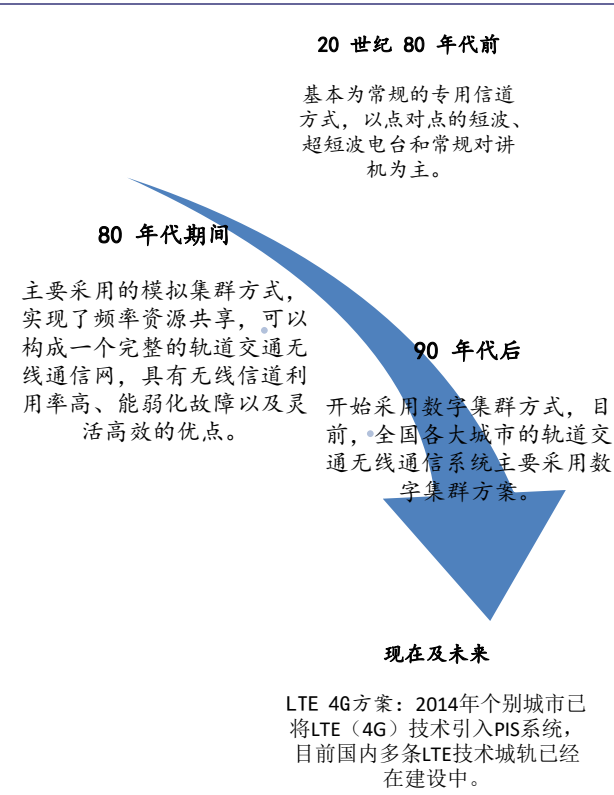 20 世纪 80 年代前
基本为常规的专用信道
方式，以点对点的短波、
超短波电台和常规对讲
机为主。
80 年代期间
主要采用的模拟集群方式，
实现了频率资源共享，可以
构成一个完整的轨道交通无
线通信网，具有无线信道利
用率高、能弱化故障以及灵
活高效的优点。
90 年代后
开始采用数字集群方式，目
前，全国各大城市的轨道交
通无线通信系统主要采用数
字集群方案。
现在及未来
LTE 4G方案：2014年个别城市已
将LTE（4G）技术引入PIS系统，
目前国内多条LTE技术城轨已经
在建设中。